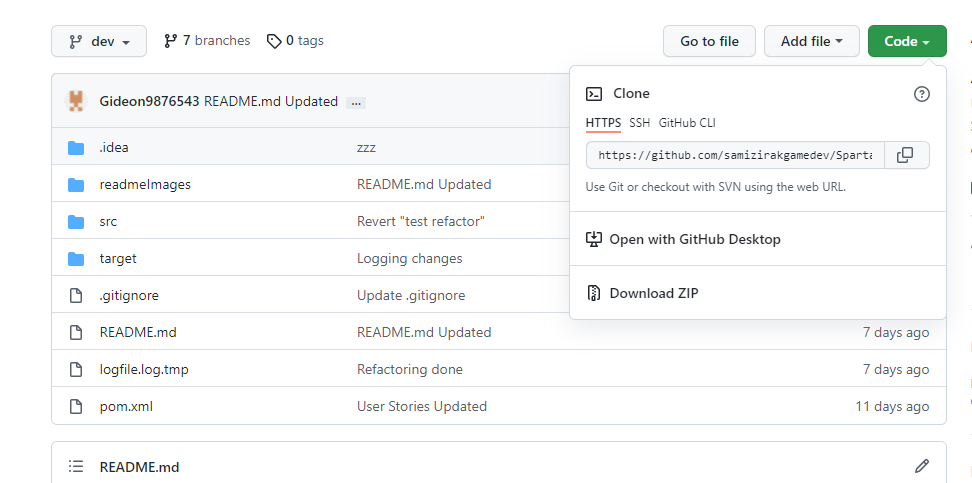 dev 7 branches 0 tags Go to file Add file Code
Gideon9876543 README.md Updated ...
Clone
HTTPS SSH GitHub CLI
https://github.com/samizirakgamedev/Sparta
Use Git or checkout with SVN using the web URL.
Open with GitHub Desktop
Download ZIP
.idea zzz
readmeImages README.md Updated
src Revert "test refactor"
target Logging changes
.gitignore Update .gitignore
README.md README.md Updated 7 days ago
logfile.log.tmp Refactoring done 7 days ago
pom.xml User Stories Updated 11 days ago
README.md